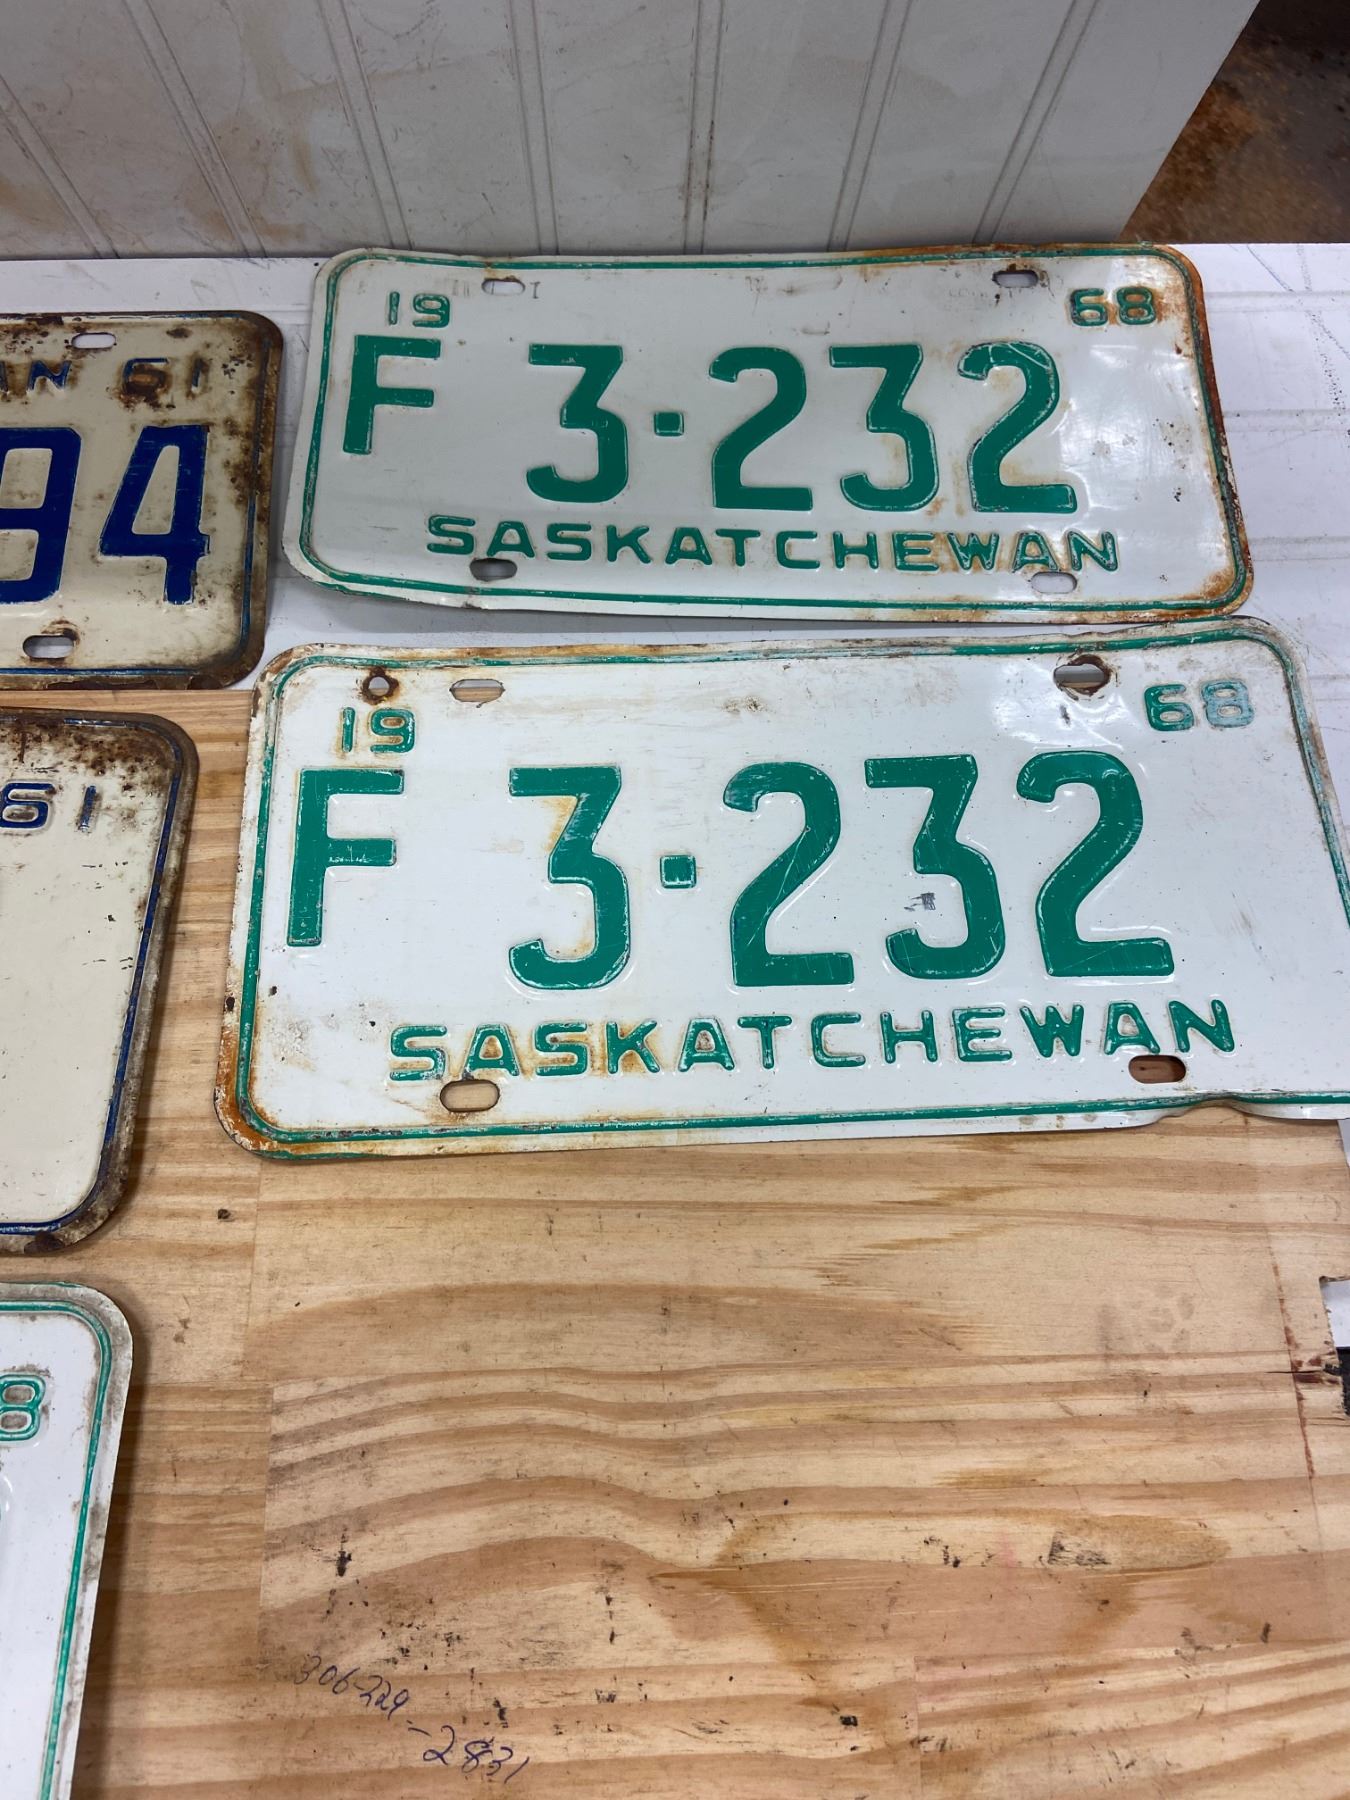 AN 61
94
61
8
19 68
F 3-232
SASKATCHEWAN
19 68
F 3-232
SASKATCHEWAN
306-229
-2831